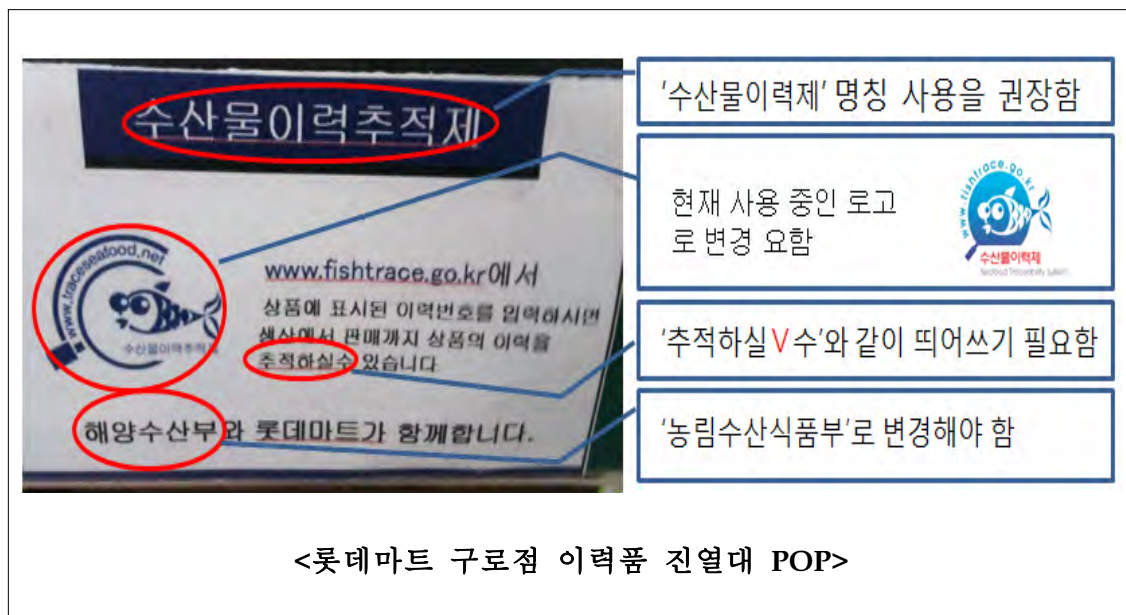 수산물이력추적제
www.traceseafood.net
수산물이력추적제
www.fishtrace.go.kr에서
상품에 표시된 이력번호를 입력하시면
생산에서 판매까지 상품의 이력을
추적하실수 있습니다
해양수산부와 롯데마트가 함께합니다.
'수산물이력제' 명칭 사용을 권장함
현재 사용 중인 로고
로 변경 요함
www.fishtrace.go.kr
수산물이력제
Seafood Traceability System
'추적하실V수'와 같이 띄어쓰기 필요함
'농림수산식품부'로 변경해야 함
<롯데마트 구로점 이력품 진열대 POP>